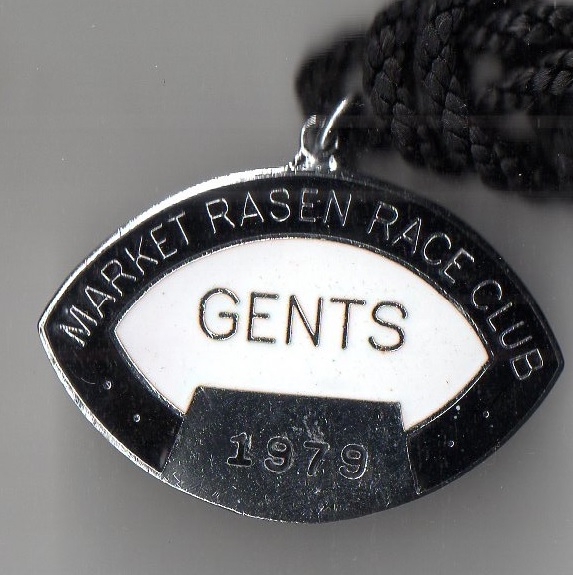 MARKET RASEN RACE CLUB
GENTS
1979